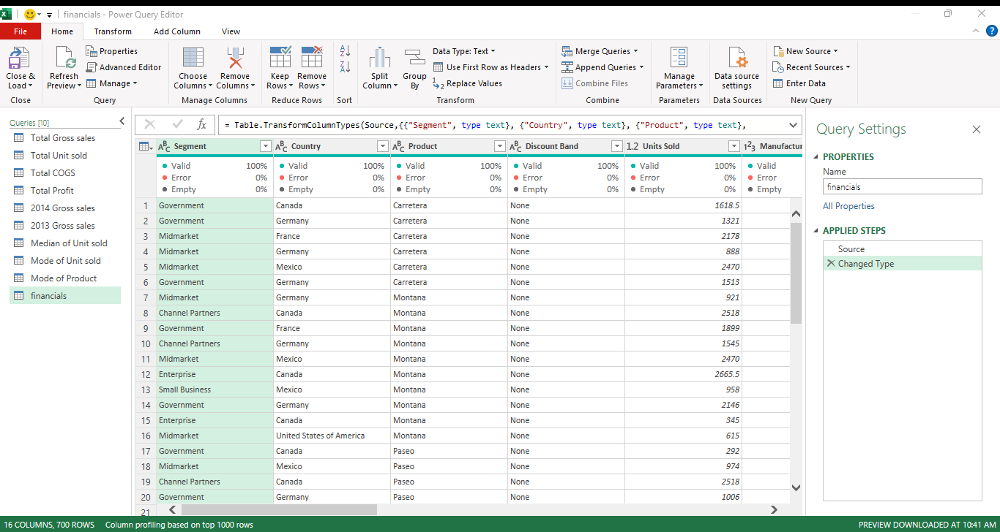 financials - Power Query Editor
File Home Transform Add Column View
Close & Load
Close
Refresh Preview
Properties
Advanced Editor
Manage
Query
Choose Columns
Remove Columns
Manage Columns
Keep Rows
Remove Rows
Reduce Rows
Sort
Split Column
Group By
Data Type: Text
Use First Row as Headers
Replace Values
Transform
Merge Queries
Append Queries
Combine Files
Combine
Manage Parameters
Parameters
Data source settings
Data Sources
New Source
Recent Sources
Enter Data
New Query
Queries [10]
Total Gross sales
Total Unit sold
Total COGS
Total Profit
2014 Gross sales
2013 Gross sales
Median of Unit sold
Mode of Unit sold
Mode of Product
financials
fx = Table.TransformColumnTypes(Source,{{"Segment", type text}, {"Country", type text}, {"Product", type text},
ABC Segment ABC Country ABC Product ABC Discount Band 1.2 Units Sold 123 Manufactur
Valid 100% Valid 100% Valid 100% Valid 100% Valid 100% Valid
Error 0% Error 0% Error 0% Error 0% Error 0% Error
Empty 0% Empty 0% Empty 0% Empty 0% Empty 0% Empty
1 Government Canada Carretera None 1618.5
2 Government Germany Carretera None 1321
3 Midmarket France Carretera None 2178
4 Midmarket Germany Carretera None 888
5 Midmarket Mexico Carretera None 2470
6 Government Germany Carretera None 1513
7 Midmarket Germany Montana None 921
8 Channel Partners Canada Montana None 2518
9 Government France Montana None 1899
10 Channel Partners Germany Montana None 1545
11 Midmarket Mexico Montana None 2470
12 Enterprise Canada Montana None 2665.5
13 Small Business Mexico Montana None 958
14 Government Germany Montana None 2146
15 Enterprise Canada Montana None 345
16 Midmarket United States of America Montana None 615
17 Government Canada Paseo None 292
18 Midmarket Mexico Paseo None 974
19 Channel Partners Canada Paseo None 2518
20 Government Germany Paseo None 1006
21
Query Settings
PROPERTIES
Name
financials
All Properties
APPLIED STEPS
Source
Changed Type
16 COLUMNS, 700 ROWS Column profiling based on top 1000 rows PREVIEW DOWNLOADED AT 10:41 AM